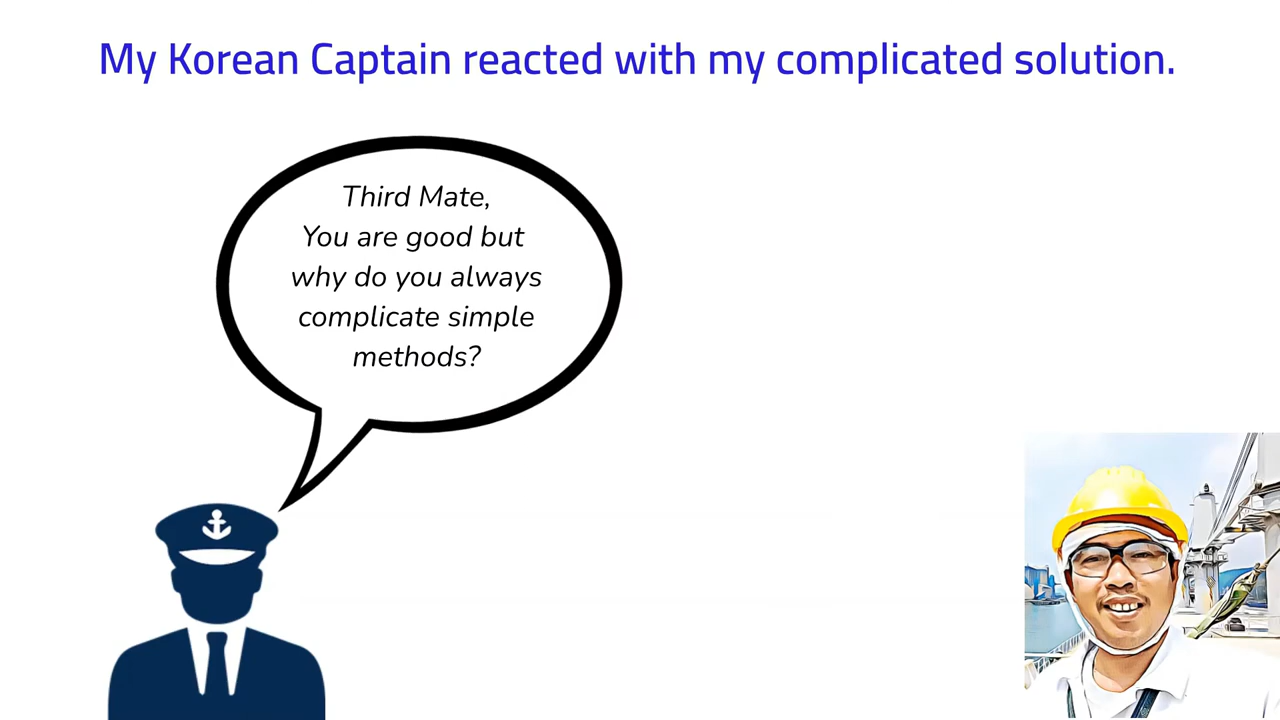 My Korean Captain reacted with my complicated solution.
Third Mate,
You are good but
why do you always
complicate simple
methods?